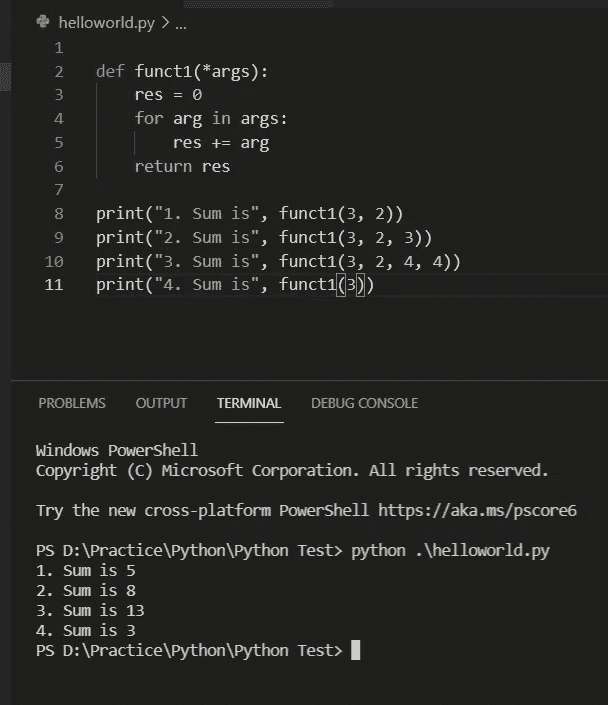 helloworld.py > ...
1
2 def funct1(*args):
3 res = 0
4 for arg in args:
5 res += arg
6 return res
7
8 print("1. Sum is", funct1(3, 2))
9 print("2. Sum is", funct1(3, 2, 3))
10 print("3. Sum is", funct1(3, 2, 4, 4))
11 print("4. Sum is", funct1(3))
PROBLEMS OUTPUT TERMINAL DEBUG CONSOLE
Windows PowerShell
Copyright (C) Microsoft Corporation. All rights reserved.
Try the new cross-platform PowerShell https://aka.ms/pscore6
PS D:\Practice\Python\Python Test> python .\helloworld.py
1. Sum is 5
2. Sum is 8
3. Sum is 13
4. Sum is 3
PS D:\Practice\Python\Python Test>